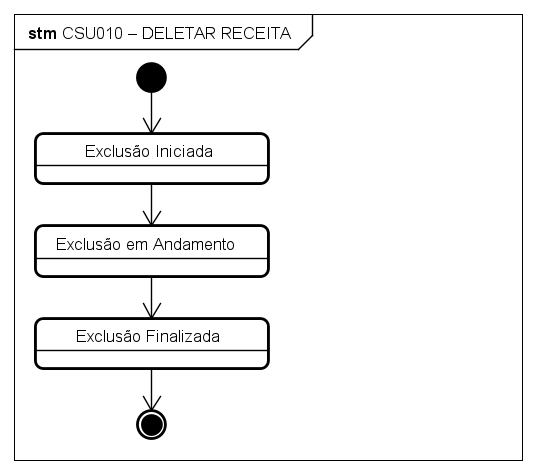 stm CSU010 – DELETAR RECEITA
Exclusão Iniciada
Exclusão em Andamento
Exclusão Finalizada